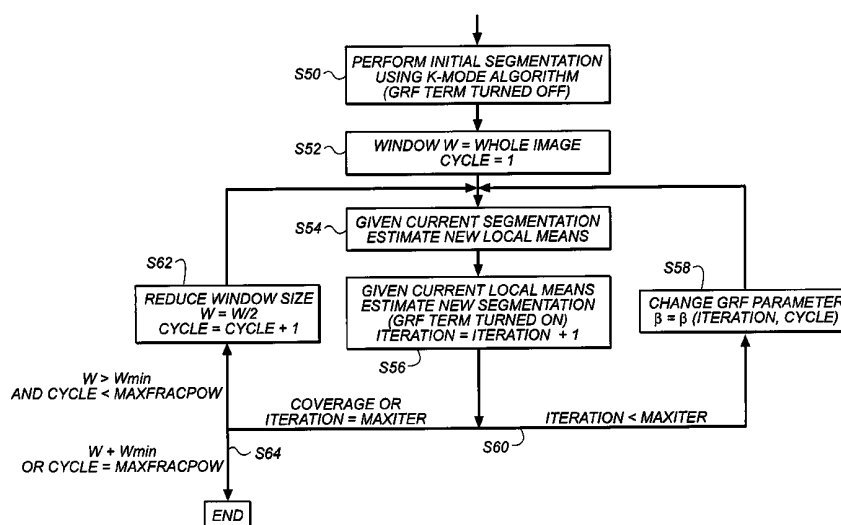 S50
PERFORM INITIAL SEGMENTATION
USING K-MODE ALGORITHM
(GRF TERM TURNED OFF)
S52
WINDOW W = WHOLE IMAGE
CYCLE = 1
S54
GIVEN CURRENT SEGMENTATION
ESTIMATE NEW LOCAL MEANS
S62
REDUCE WINDOW SIZE
W = W/2
CYCLE = CYCLE + 1
GIVEN CURRENT LOCAL MEANS
ESTIMATE NEW SEGMENTATION
(GRF TERM TURNED ON)
ITERATION = ITERATION + 1
S56
S58
CHANGE GRF PARAMETER
β = β (ITERATION, CYCLE)
W > Wmin
AND CYCLE < MAXFRACPOW
COVERAGE OR
ITERATION = MAXITER
ITERATION < MAXITER
S60
W + Wmin
OR CYCLE = MAXFRACPOW
S64
END